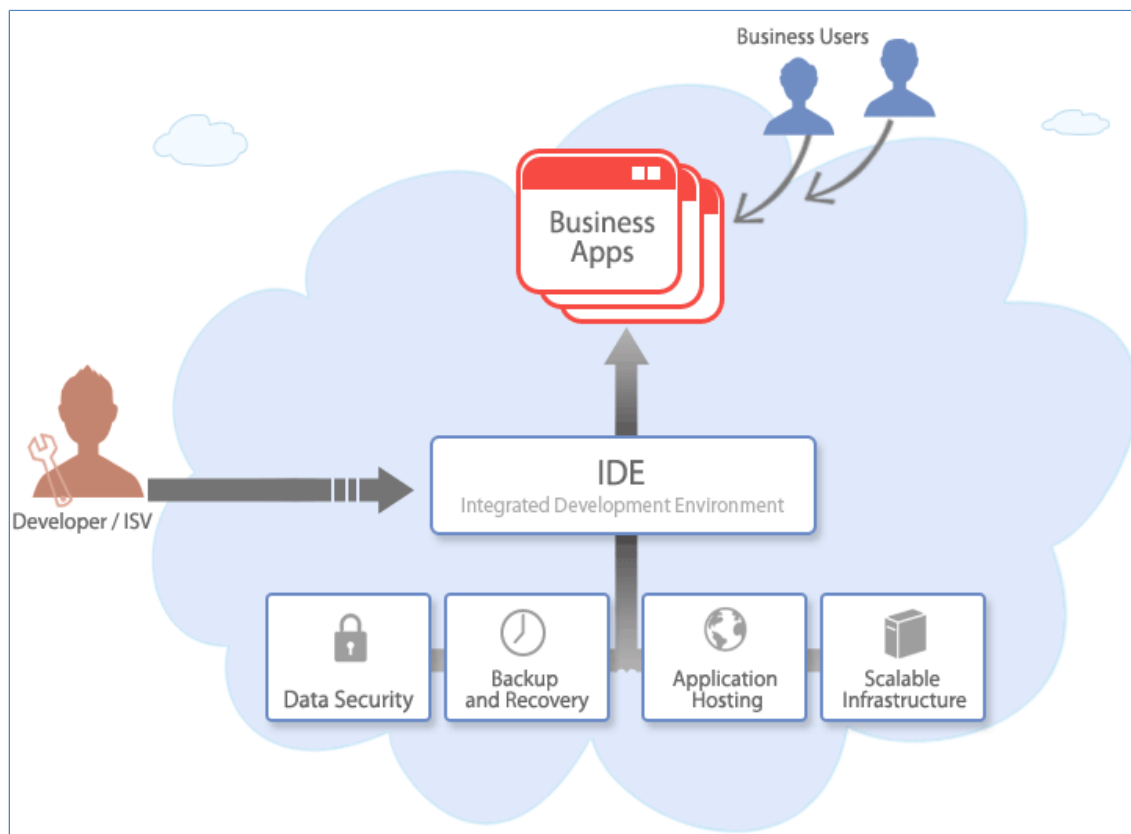 Business Users
Business
Apps
Developer / ISV
IDE
Integrated Development Environment
Data Security
Backup
and Recovery
Application
Hosting
Scalable
Infrastructure